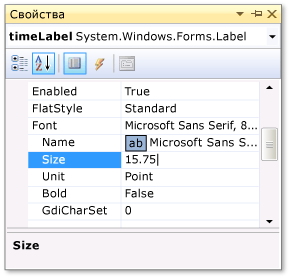 Свойства
timeLabel System.Windows.Forms.Label
Enabled True
FlatStyle Standard
Font Microsoft Sans Serif, 8...
Name ab Microsoft Sans S...
Size 15.75
Unit Point
Bold False
GdiCharSet 0
Size